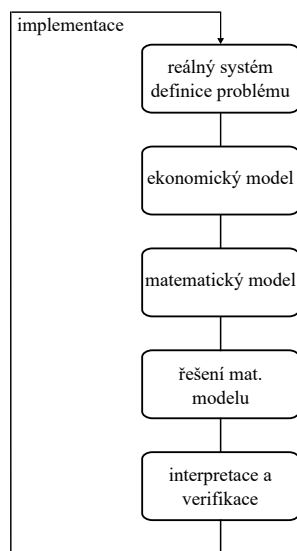 implementace
reálný systém
definice problému
ekonomický model
matematický model
řešení mat.
modelu
interpretace a
verifikace